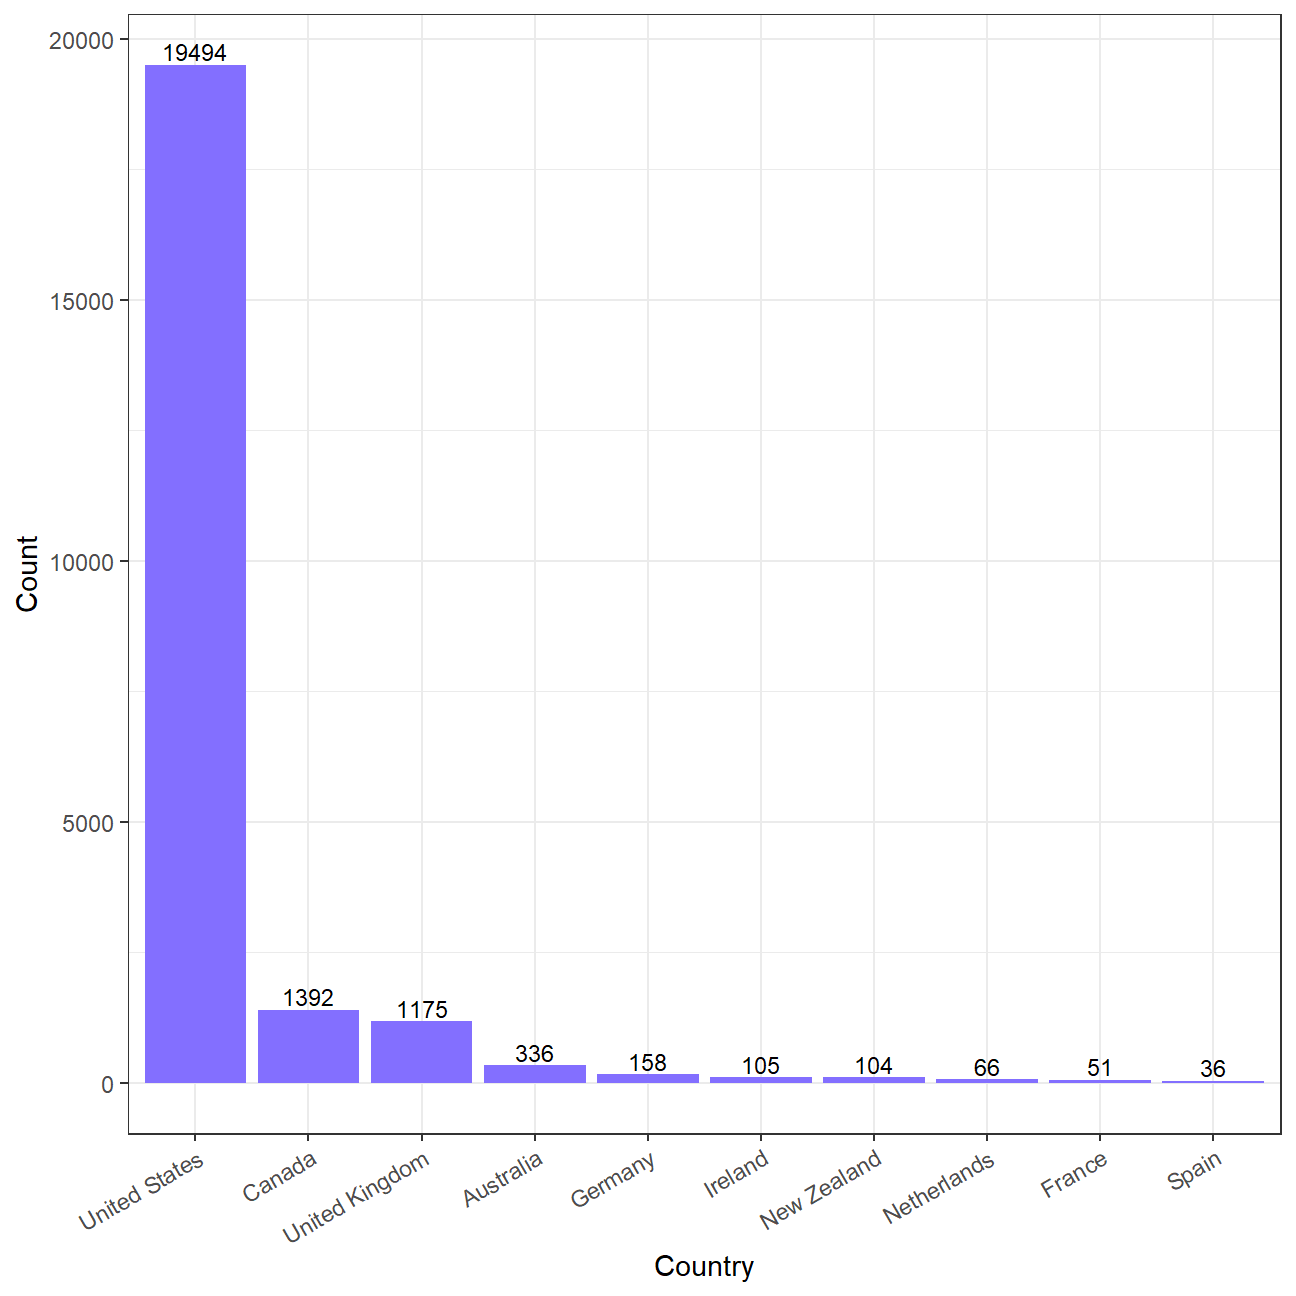 20000
15000
10000
5000
0
Count
19494
1392
1175
336
158
105
104
66
51
36
United States
Canada
United Kingdom
Australia
Germany
Ireland
New Zealand
Netherlands
France
Spain
Country